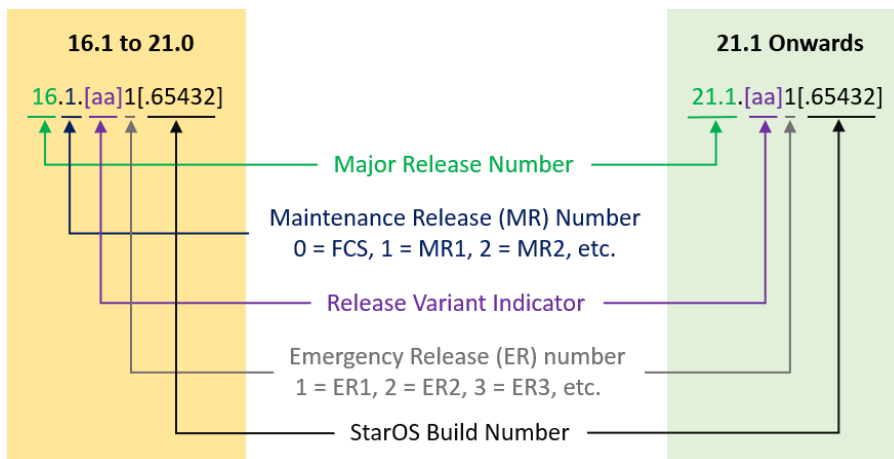 16.1 to 21.0
21.1 Onwards
16.1.[aa]1[.65432]
21.1.[aa]1[.65432]
Major Release Number
Maintenance Release (MR) Number
0 = FCS, 1 = MR1, 2 = MR2, etc.
Release Variant Indicator
Emergency Release (ER) number
1 = ER1, 2 = ER2, 3 = ER3, etc.
StarOS Build Number